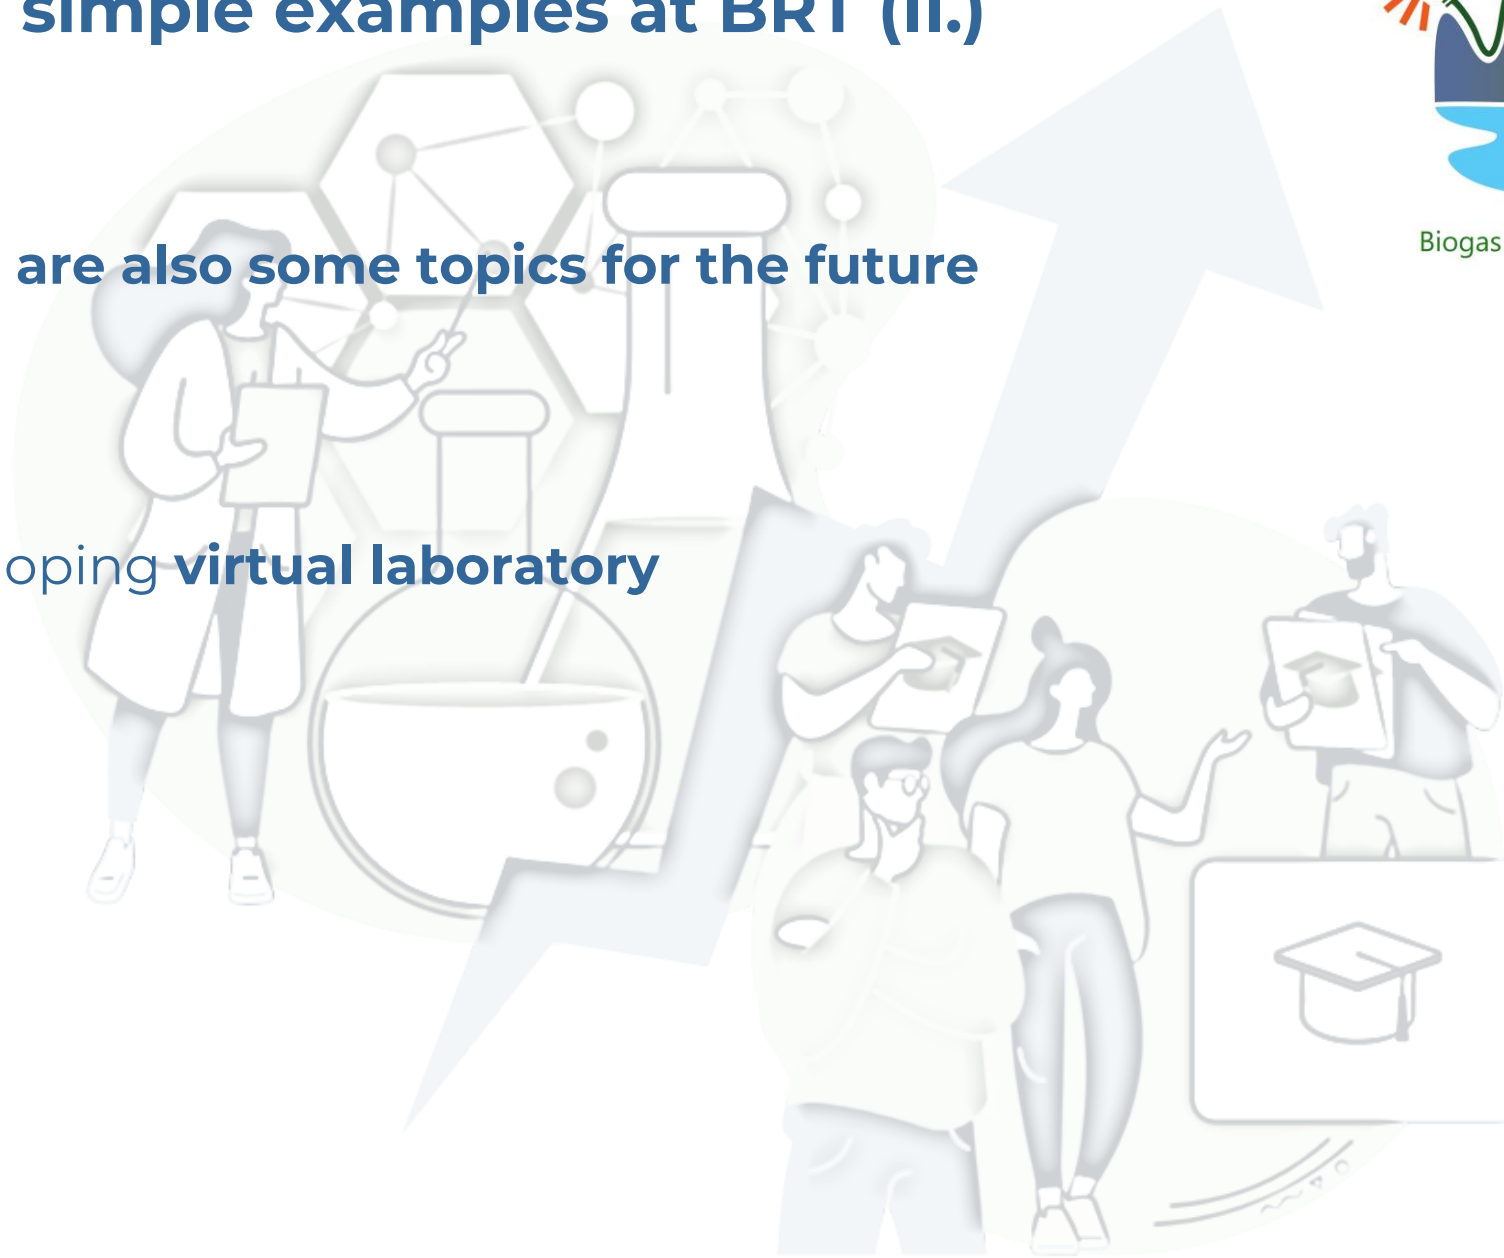 simple examples at BRT (II.)
Biogas
are also some topics for the future
oping virtual laboratory